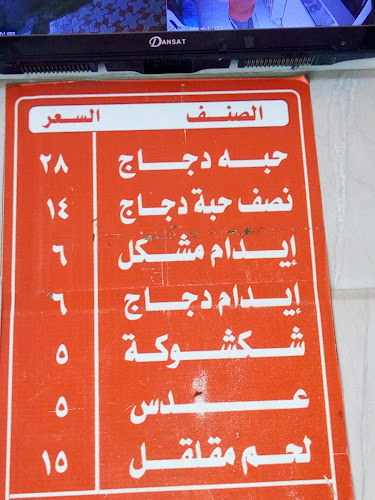 DANSAT
الصنف السعر
حبه دجاج ٢٨
نصف حبة دجاج ١٤
إيدام مشكل ٦
إيدام دجاج ٦
شكشوكة ٥
عدس ٥
لحم مقلقل ١٥